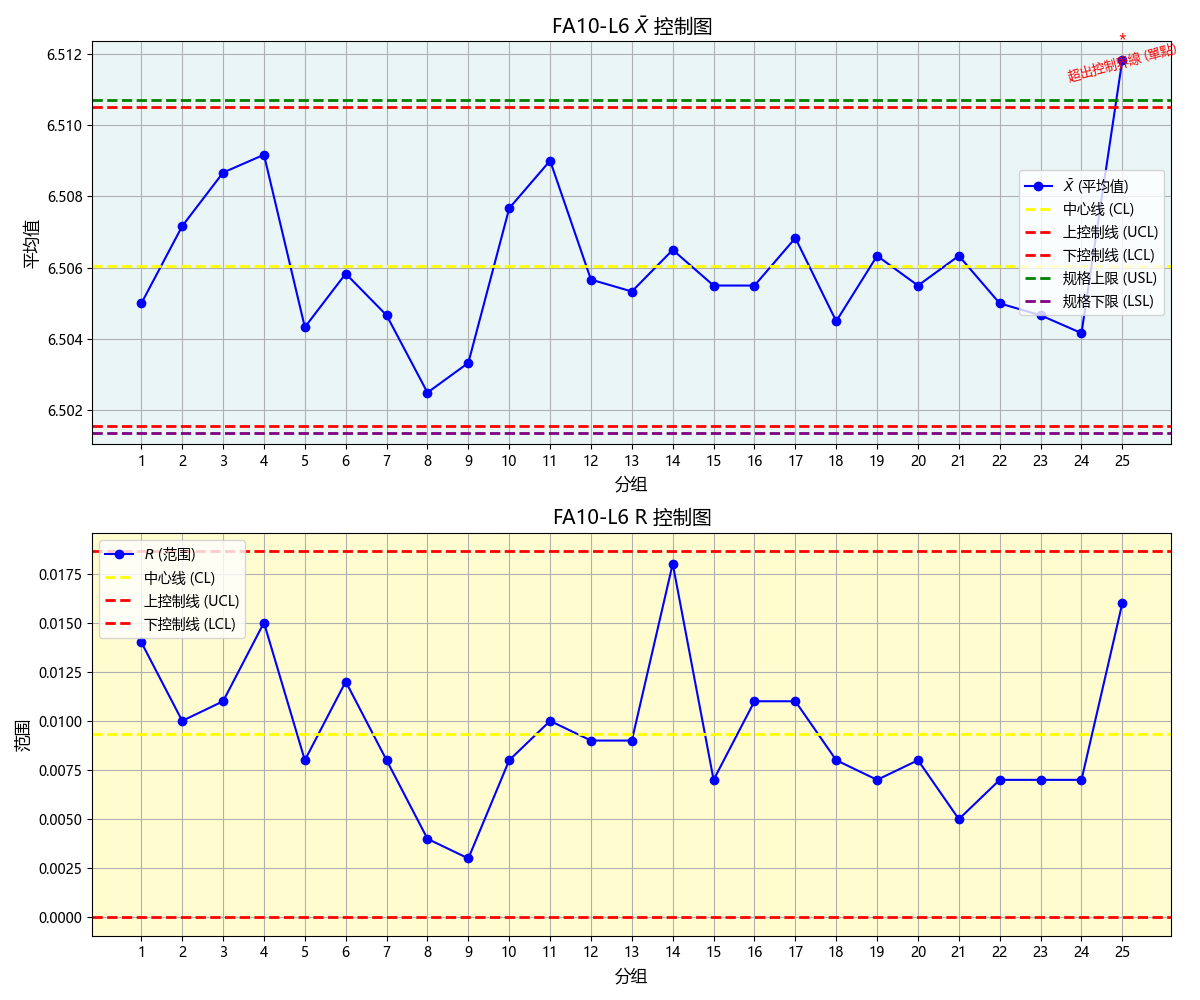 FA10-L6 X̄ 控制图
6.512
6.510
6.508
6.506
6.504
6.502
平均值
*
超出控制界線 (單點)
X̄ (平均值)
中心线 (CL)
上控制线 (UCL)
下控制线 (LCL)
规格上限 (USL)
规格下限 (LSL)
1 2 3 4 5 6 7 8 9 10 11 12 13 14 15 16 17 18 19 20 21 22 23 24 25
分组
FA10-L6 R 控制图
R (范围)
中心线 (CL)
上控制线 (UCL)
下控制线 (LCL)
0.0175
0.0150
0.0125
0.0100
0.0075
0.0050
0.0025
0.0000
范围
1 2 3 4 5 6 7 8 9 10 11 12 13 14 15 16 17 18 19 20 21 22 23 24 25
分组